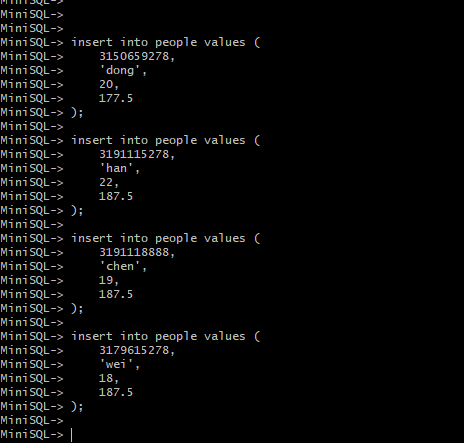 MiniSQL->
MiniSQL->
MiniSQL->
MiniSQL-> insert into people values (
MiniSQL->     3150659278,
MiniSQL->     'dong',
MiniSQL->     20,
MiniSQL->     177.5
MiniSQL-> );
MiniSQL->
MiniSQL-> insert into people values (
MiniSQL->     3191115278,
MiniSQL->     'han',
MiniSQL->     22,
MiniSQL->     187.5
MiniSQL-> );
MiniSQL->
MiniSQL-> insert into people values (
MiniSQL->     3191118888,
MiniSQL->     'chen',
MiniSQL->     19,
MiniSQL->     187.5
MiniSQL-> );
MiniSQL->
MiniSQL-> insert into people values (
MiniSQL->     3179615278,
MiniSQL->     'wei',
MiniSQL->     18,
MiniSQL->     187.5
MiniSQL-> );
MiniSQL->
MiniSQL->